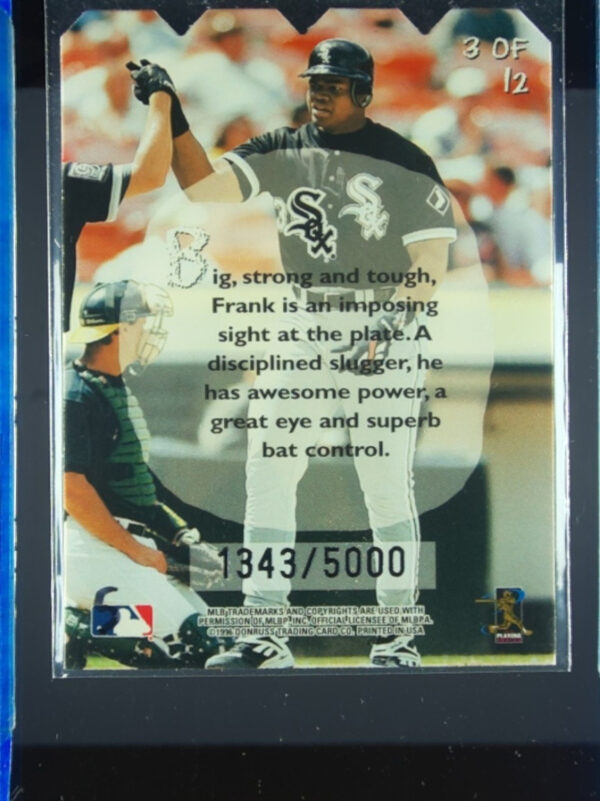 3 OF
12
Sox
Sox
Big, strong and tough,
Frank is an imposing
sight at the plate. A
disciplined slugger, he
has awesome power, a
great eye and superb
bat control.
1343/5000
MLB TRADEMARKS AND COPYRIGHTS ARE USED WITH
PERMISSION OF MLBP, INC. OFFICIAL LICENSEE OF MLBPA.
©1996 DONRUSS TRADING CARD CO. PRINTED IN USA